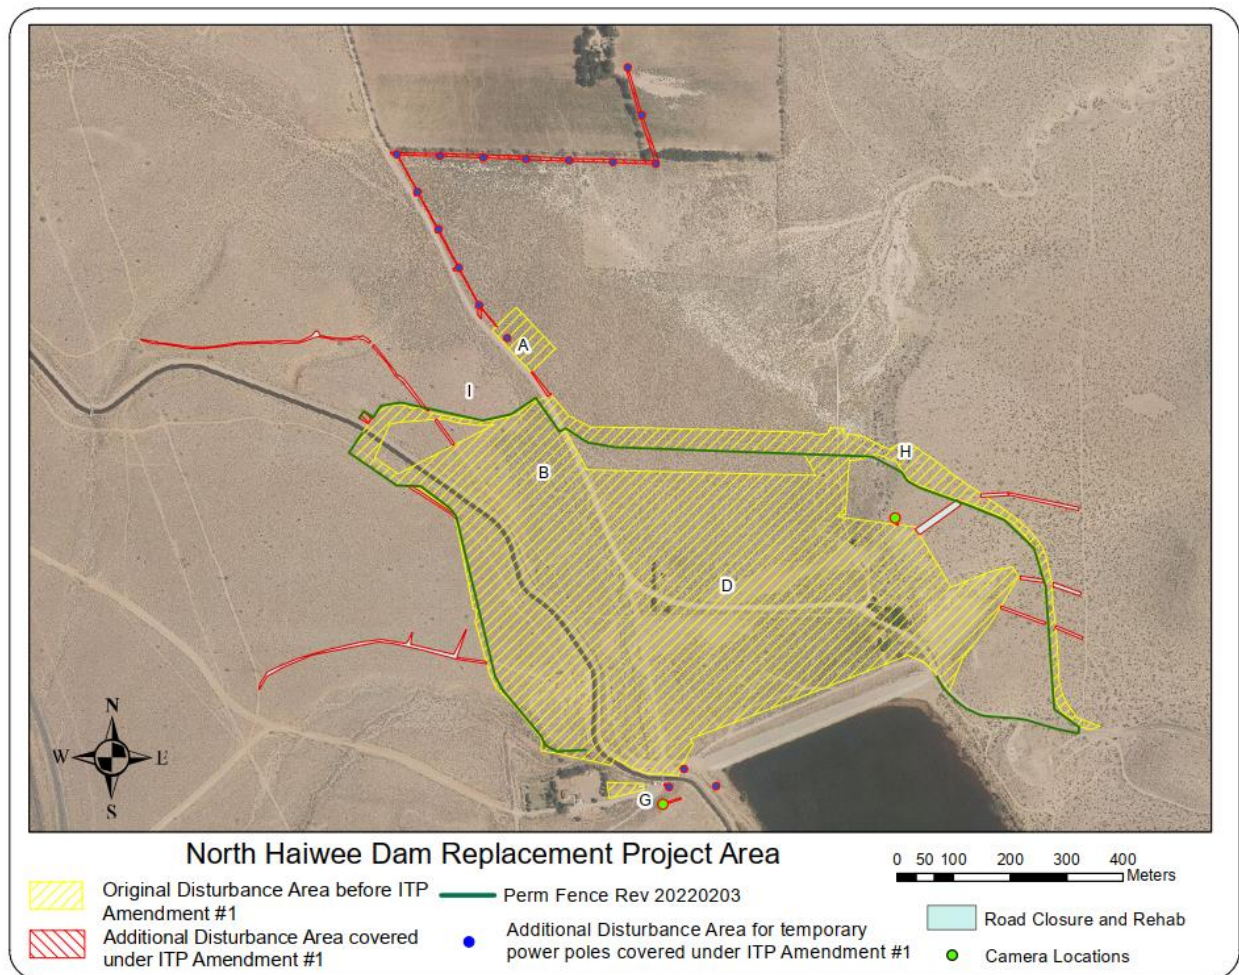 A
I
B
H
D
G
N
W E
S
North Haiwee Dam Replacement Project Area
0 50 100 200 300 400
Meters
Original Disturbance Area before ITP
Amendment #1
Additional Disturbance Area covered
under ITP Amendment #1
Perm Fence Rev 20220203
Additional Disturbance Area for temporary
power poles covered under ITP Amendment #1
Road Closure and Rehab
Camera Locations